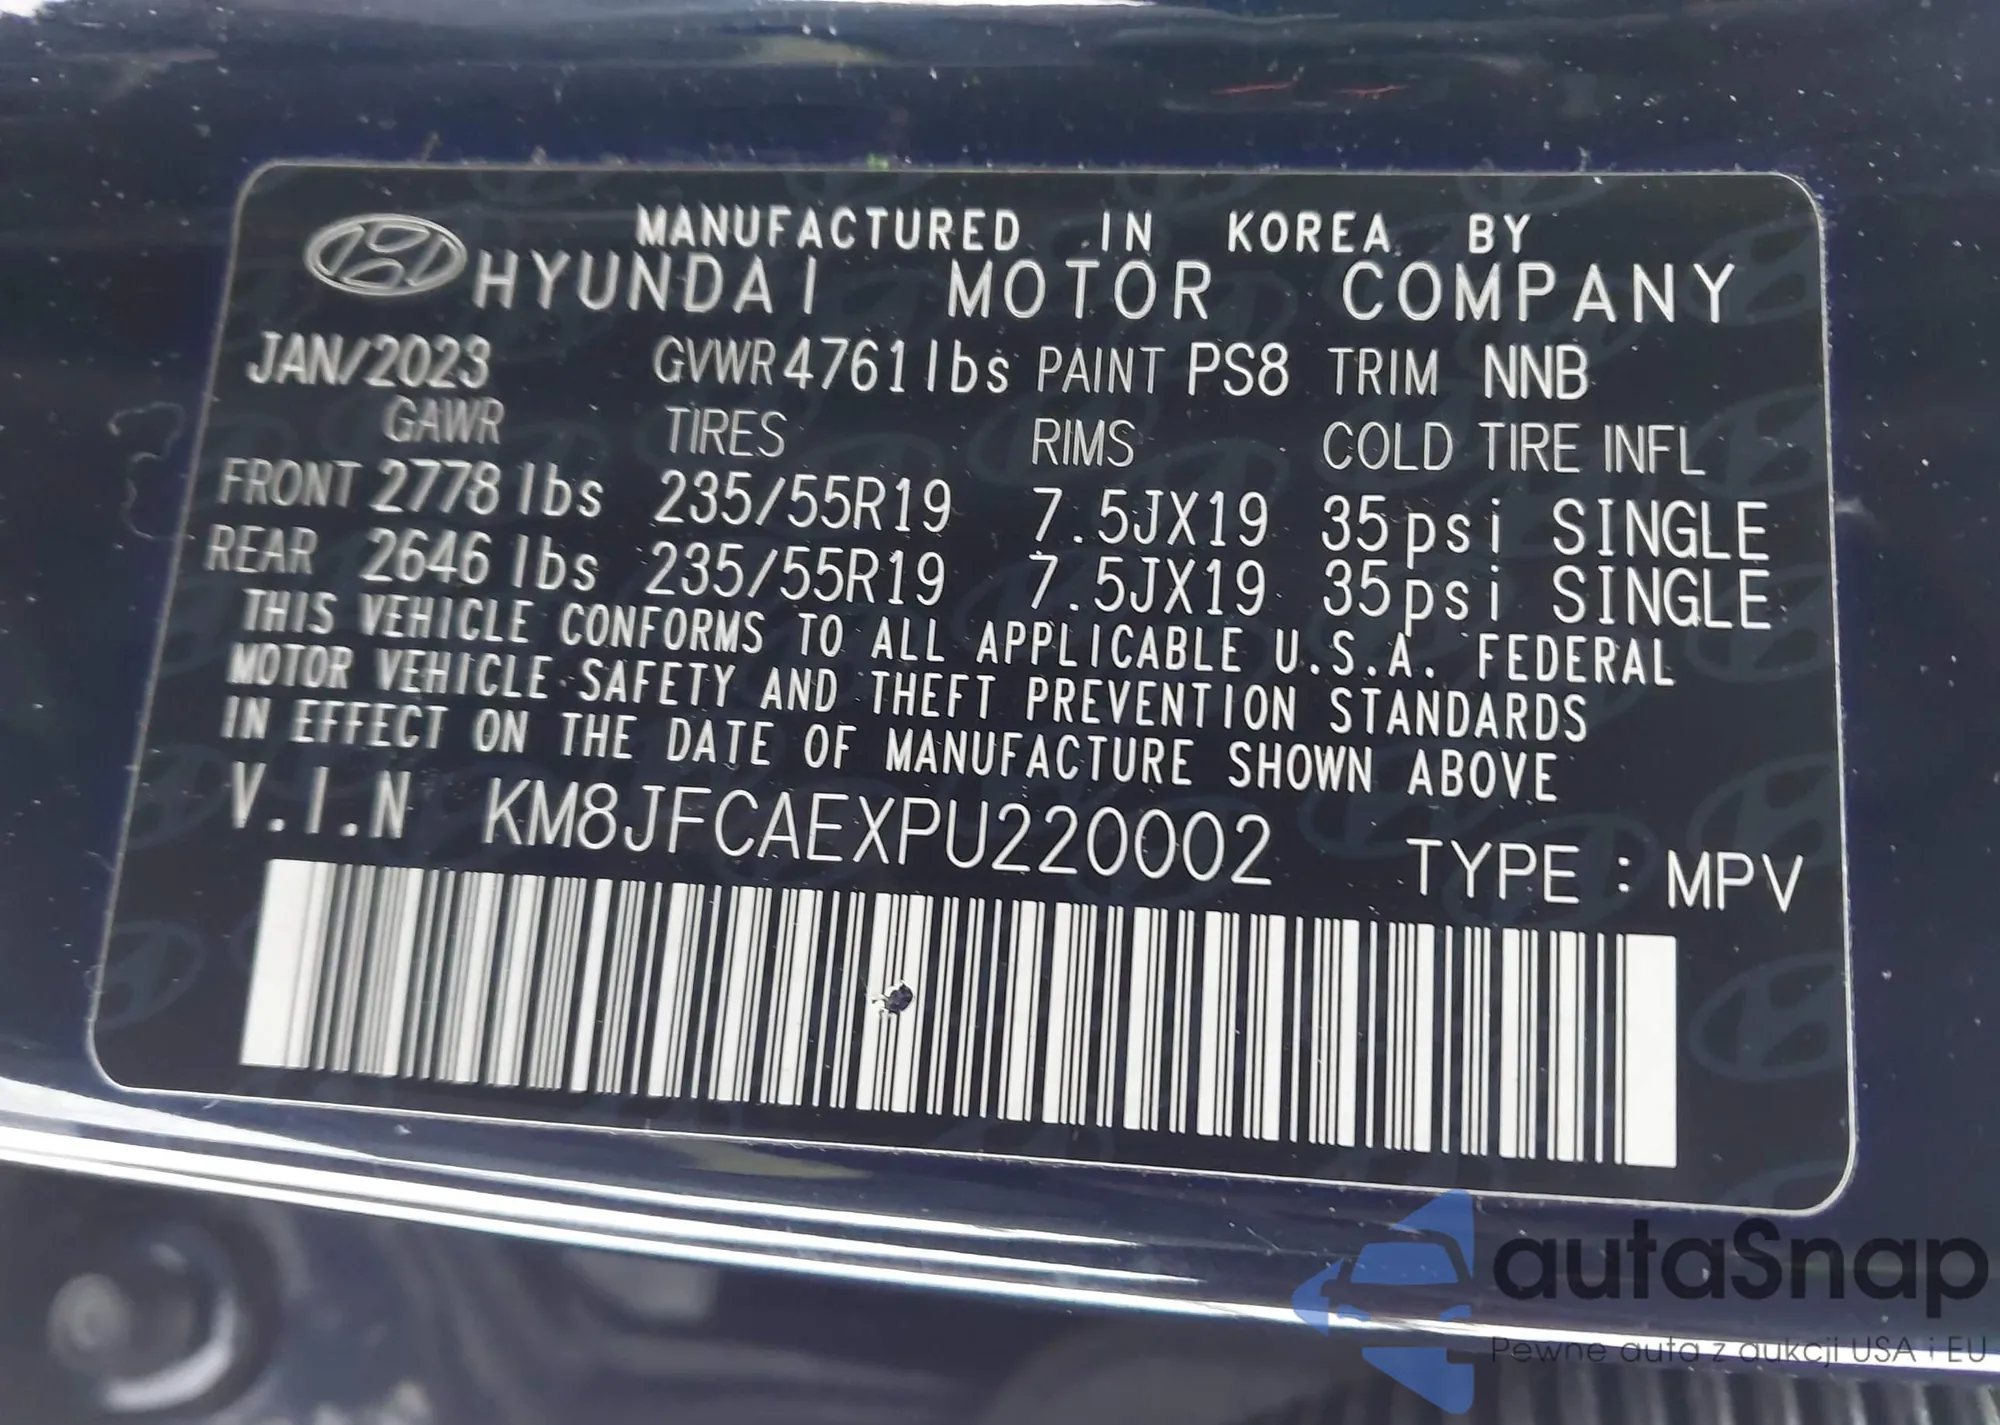 MANUFACTURED IN KOREA BY
HYUNDAI MOTOR COMPANY
JAN/2023 GVWR 4761lbs PAINT PS8 TRIM NNB
GAWR TIRES RIMS COLD TIRE INFL
FRONT 2778 lbs 235/55R19 7.5JX19 35psi SINGLE
REAR 2646 lbs 235/55R19 7.5JX19 35psi SINGLE
THIS VEHICLE CONFORMS TO ALL APPLICABLE U.S.A. FEDERAL
MOTOR VEHICLE SAFETY AND THEFT PREVENTION STANDARDS
IN EFFECT ON THE DATE OF MANUFACTURE SHOWN ABOVE
V.I.N KM8JFCAEXPU220002 TYPE : MPV
autaSnap
Pewne auta z aukcji USA i EU